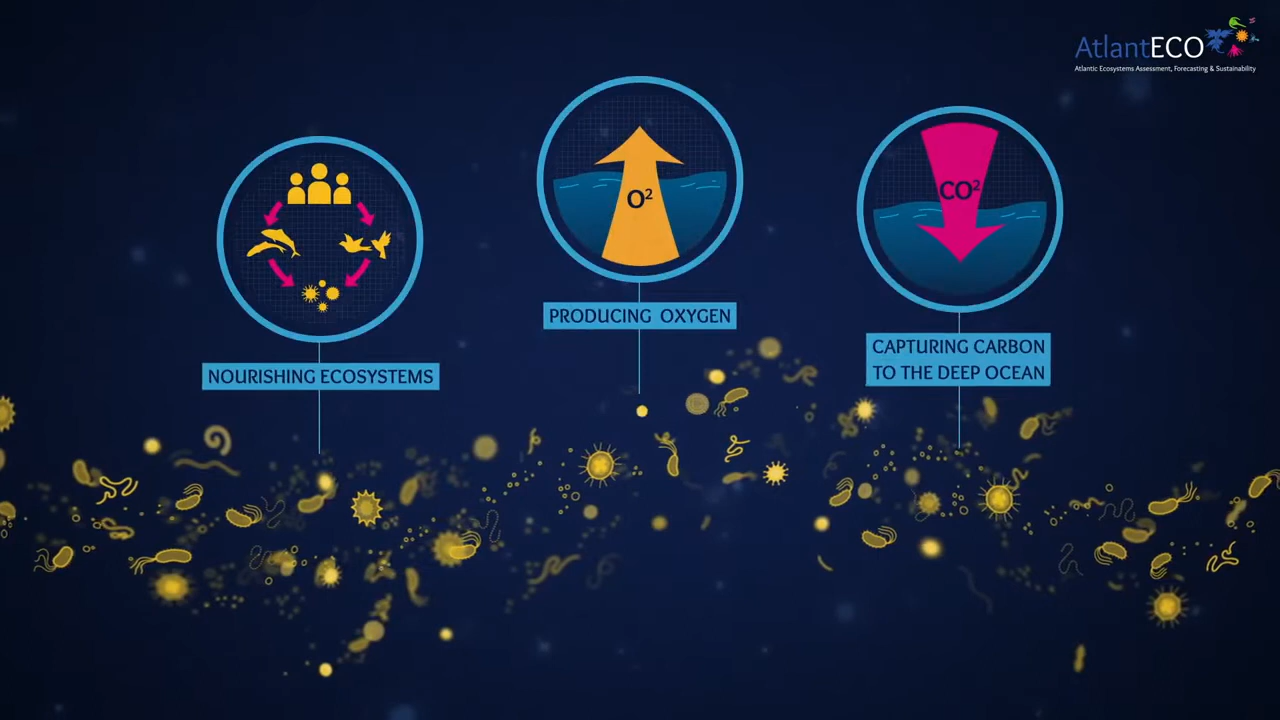 AtlantECO
Atlantic Ecosystems Assessment, Forecasting & Sustainability
O²
CO²
PRODUCING OXYGEN
CAPTURING CARBON
TO THE DEEP OCEAN
NOURISHING ECOSYSTEMS